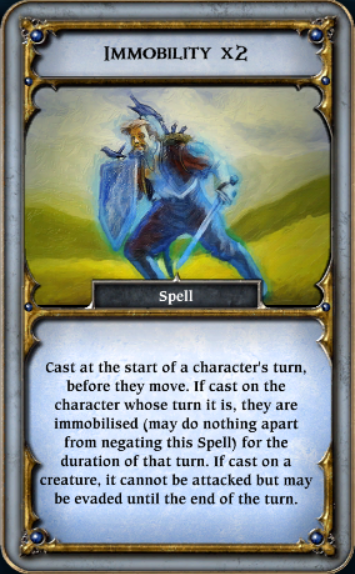 Immobility x2
Spell
Cast at the start of a character's turn,
before they move. If cast on the
character whose turn it is, they are
immobilised (may do nothing apart
from negating this Spell) for the
duration of that turn. If cast on a
creature, it cannot be attacked but may
be evaded until the end of the turn.